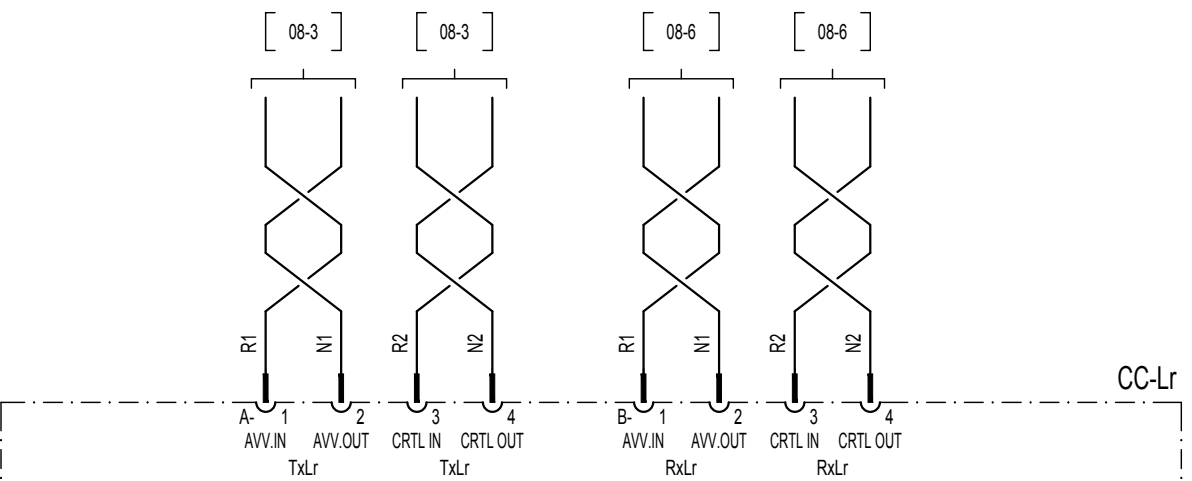 08-3 08-3 08-6 08-6
R1 N1 R2 N2 R1 N1 R2 N2
CC-Lr
A- 1 2 3 4 B- 1 2 3 4
AVV.IN AVV.OUT CRTL IN CRTL OUT AVV.IN AVV.OUT CRTL IN CRTL OUT
TxLr TxLr RxLr RxLr